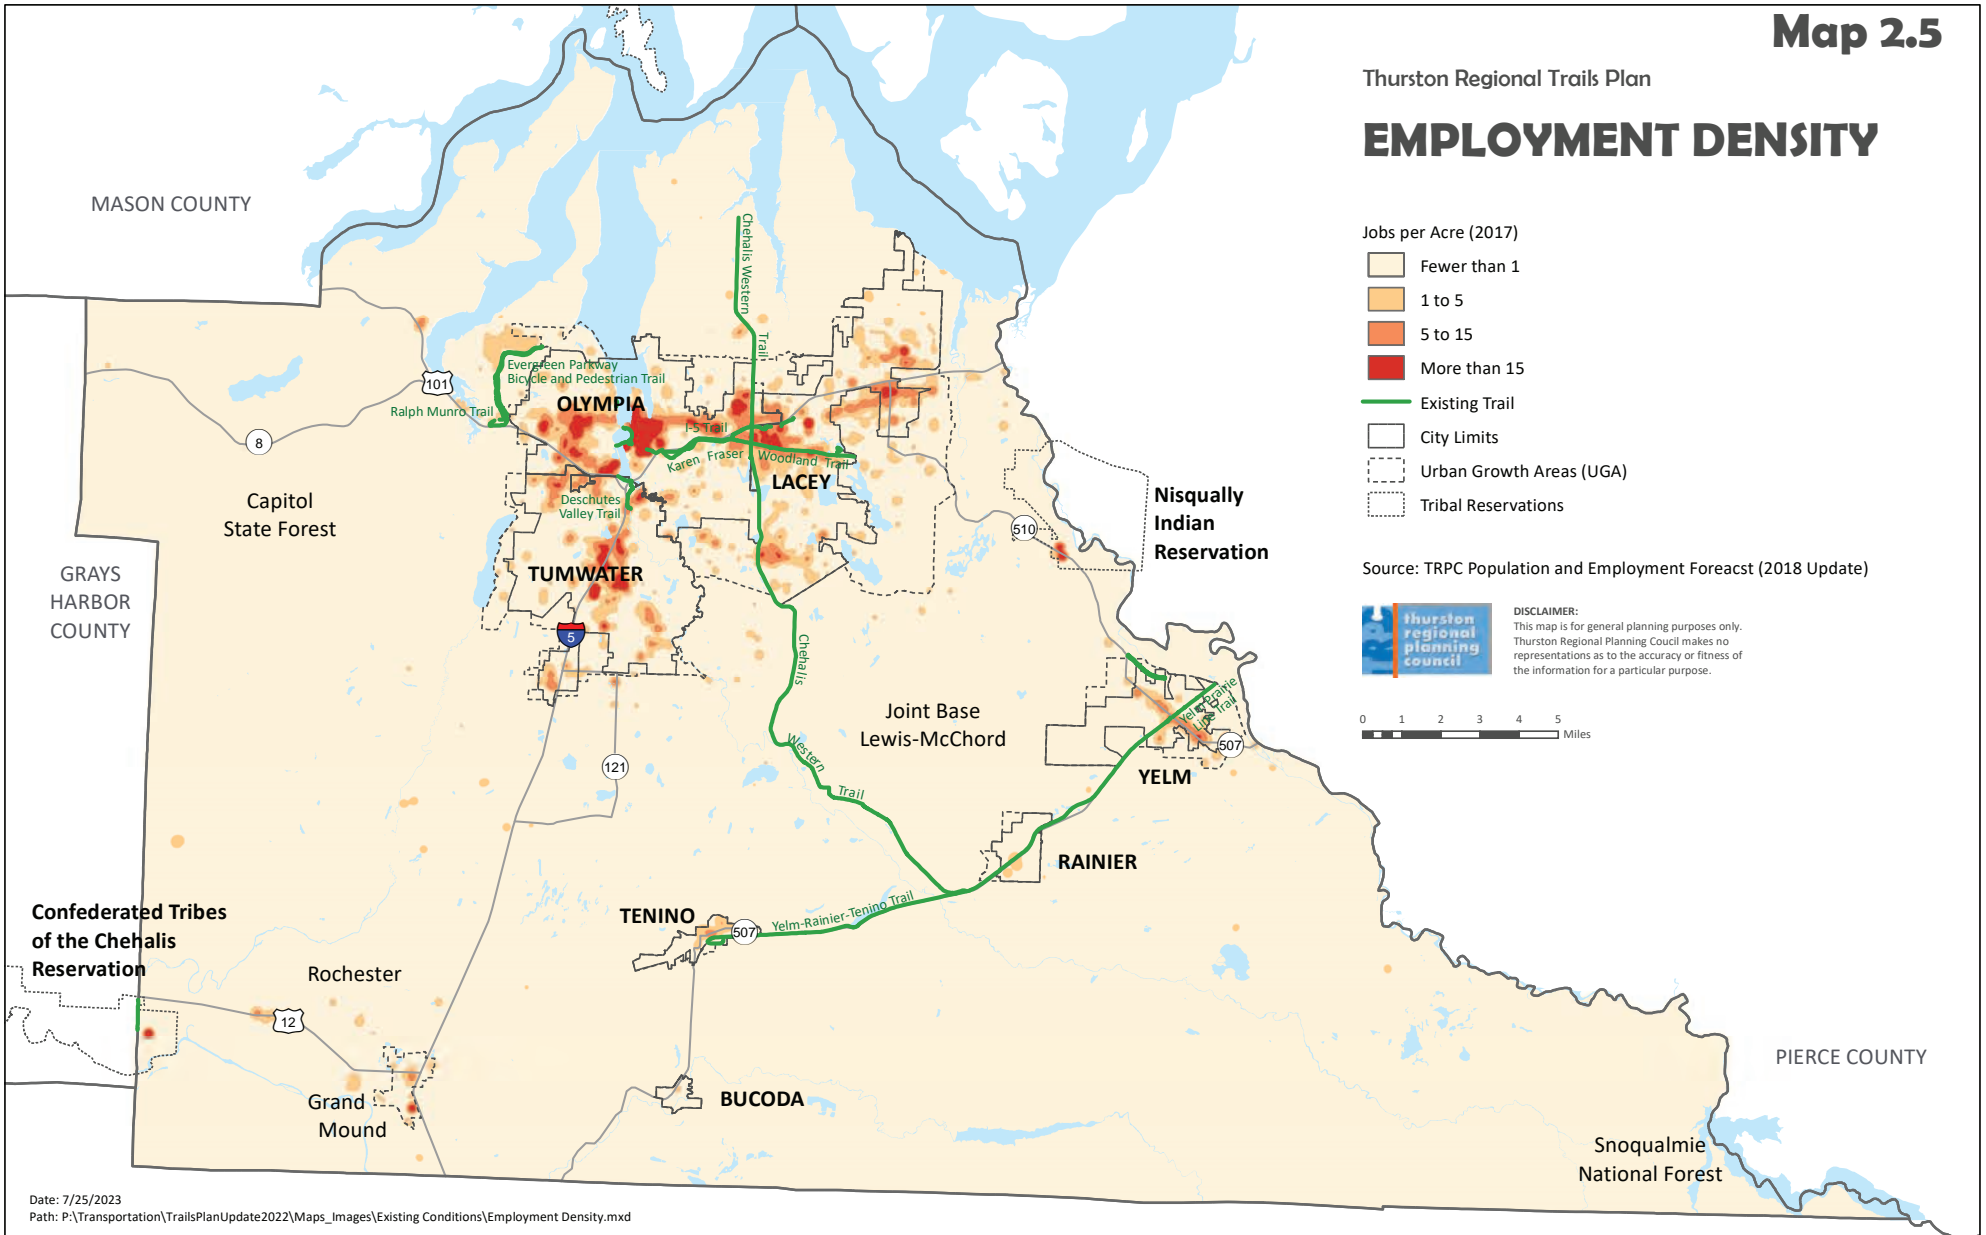 Map 2.5
Thurston Regional Trails Plan
EMPLOYMENT DENSITY
Jobs per Acre (2017)
Fewer than 1
1 to 5
5 to 15
More than 15
Existing Trail
City Limits
Urban Growth Areas (UGA)
Tribal Reservations
Source: TRPC Population and Employment Foreacst (2018 Update)
thurston
regional
planning
council
DISCLAIMER:
This map is for general planning purposes only.
Thurston Regional Planning Coucil makes no
representations as to the accuracy or fitness of
the information for a particular purpose.
0 1 2 3 4 5
Miles
MASON COUNTY
Chehalis Western
Trail
Evergreen Parkway
Bicycle and Pedestrian Trail
101
OLYMPIA
Ralph Munro Trail
I-5 Trail
8
Karen Fraser Woodland Trail
LACEY
Capitol
State Forest
Deschutes
Valley Trail
Nisqually
Indian
Reservation
510
TUMWATER
GRAYS
HARBOR
COUNTY
5
Chehalis
Western
Trail
Joint Base
Lewis-McChord
Yelm Prairie
Line Trail
507
YELM
121
RAINIER
TENINO
507
Yelm-Rainier-Tenino Trail
Confederated Tribes
of the Chehalis
Reservation
Rochester
12
Grand
Mound
BUCODA
PIERCE COUNTY
Snoqualmie
National Forest
Date: 7/25/2023
Path: P:\Transportation\TrailsPlanUpdate2022\Maps_Images\Existing Conditions\Employment Density.mxd